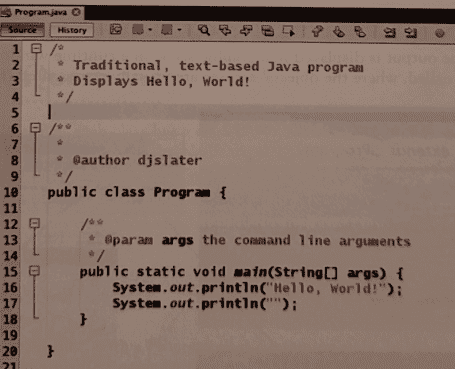 Program.java
Source History
1 /*
2  * Traditional, text-based Java program
3  * Displays Hello, World!
4  */
5
6 /**
7  *
8  * @author djslater
9  */
10 public class Program {
11
12     /**
13      * @param args the command line arguments
14      */
15     public static void main(String[] args) {
16         System.out.println("Hello, World!");
17         System.out.println("");
18     }
19
20 }
21